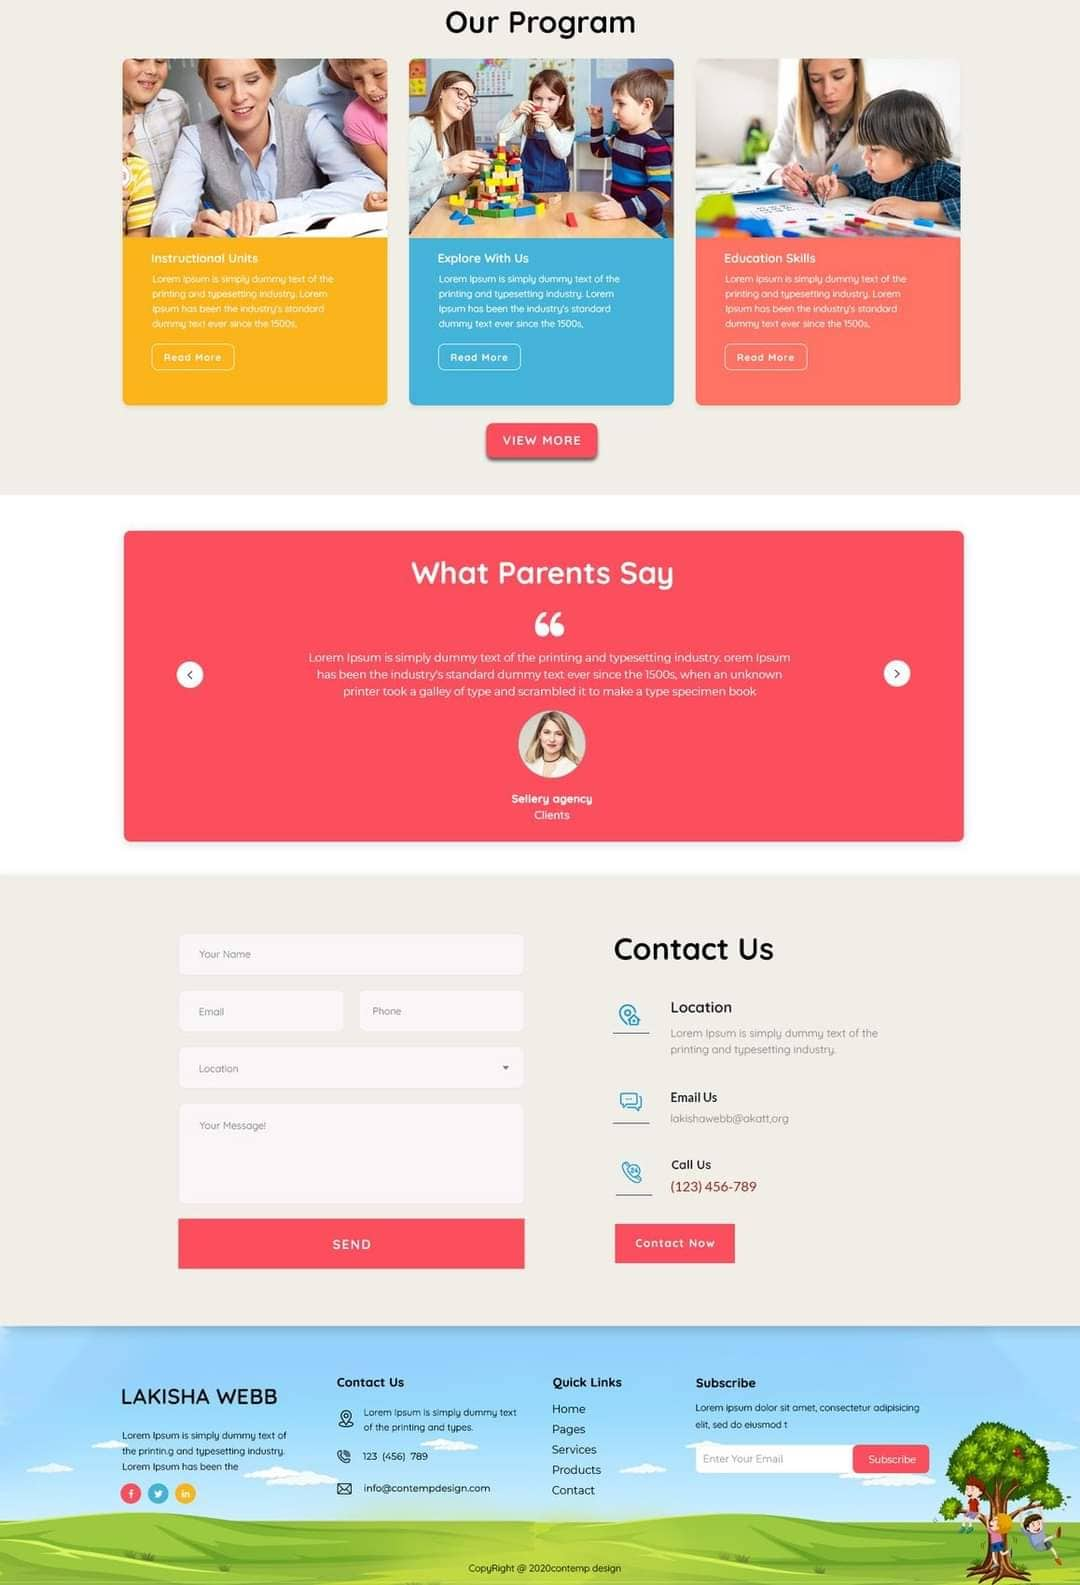 Our Program
Instructional Units
Lorem Ipsum is simply dummy text of the
printing and typesetting industry. Lorem
Ipsum has been the industry's standard
dummy text ever since the 1500s,
Read More
Explore With Us
Lorem Ipsum is simply dummy text of the
printing and typesetting industry. Lorem
Ipsum has been the industry's standard
dummy text ever since the 1500s,
Read More
Education Skills
Lorem Ipsum is simply dummy text of the
printing and typesetting industry. Lorem
Ipsum has been the industry's standard
dummy text ever since the 1500s,
Read More
VIEW MORE
What Parents Say
Lorem Ipsum is simply dummy text of the printing and typesetting industry. orem Ipsum
has been the industry's standard dummy text ever since the 1500s, when an unknown
printer took a galley of type and scrambled it to make a type specimen book
Sellery agency
Clients
Your Name
Email
Phone
Location
Your Message!
SEND
Contact Us
Location
Lorem Ipsum is simply dummy text of the
printing and typesetting industry.
Email Us
lakishawebb@akatt,org
24
Call Us
(123) 456-789
Contact Now
LAKISHA WEBB
Lorem Ipsum is simply dummy text of
the printin.g and typesetting industry.
Lorem Ipsum has been the
Contact Us
Lorem Ipsum is simply dummy text
of the printing and types.
123 (456) 789
info@contempdesign.com
Quick Links
Home
Pages
Services
Products
Contact
Subscribe
Lorem ipsum dolor sit amet, consectetur adipisicing
elit, sed do eiusmod t
Enter Your Email
Subscribe
CopyRight @ 2020contemp design